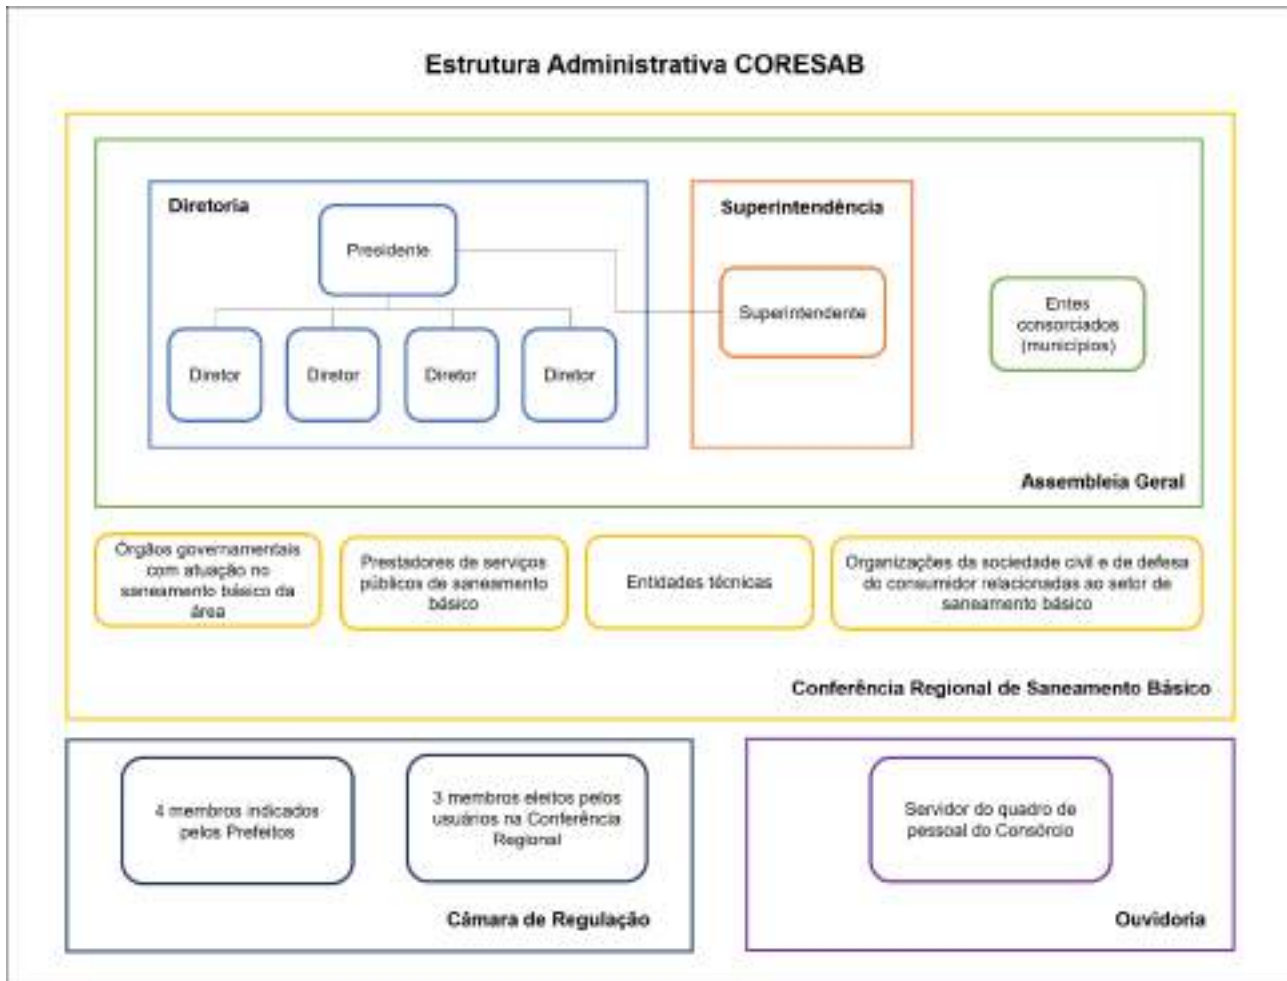 Estrutura Administrativa CORESAB
Diretoria
Presidente
Diretor
Diretor
Diretor
Diretor
Superintendência
Superintendente
Entes
consorciados
(municípios)
Assembleia Geral
Órgãos governamentais
com atuação no
saneamento básico da
área
Prestadores de serviços
públicos de saneamento
básico
Entidades técnicas
Organizações da sociedade civil e de defesa
do consumidor relacionadas ao setor de
saneamento básico
Conferência Regional de Saneamento Básico
4 membros indicados
pelos Prefeitos
3 membros eleitos pelos
usuários na Conferência
Regional
Câmara de Regulação
Servidor do quadro de
pessoal do Consórcio
Ouvidoria